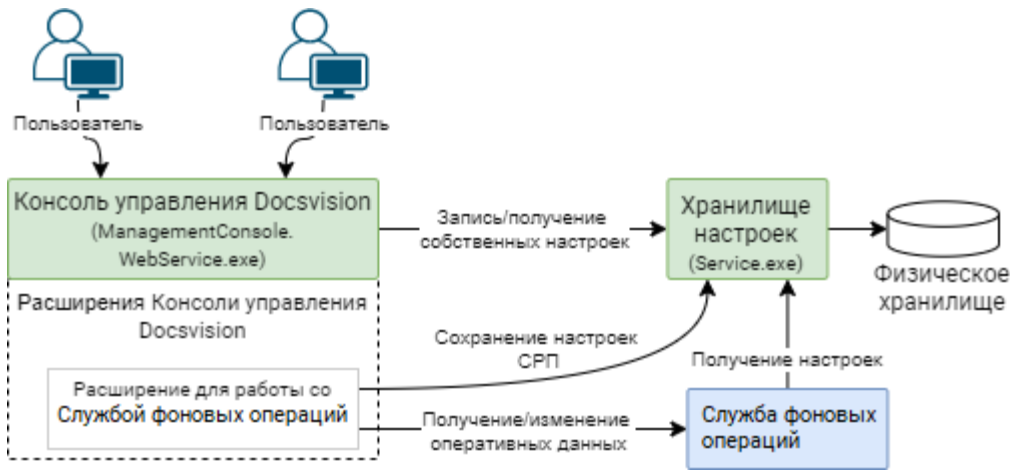 Пользователь
Пользователь
Консоль управления Docsvision
(ManagementConsole.
WebService.exe)
Запись/получение
собственных настроек
Хранилище
настроек
(Service.exe)
Физическое
хранилище
Расширения Консоли управления
Docsvision
Сохранение настроек
СРП
Получение настроек
Расширение для работы со
Службой фоновых операций
Получение/изменение
оперативных данных
Служба фоновых
операций